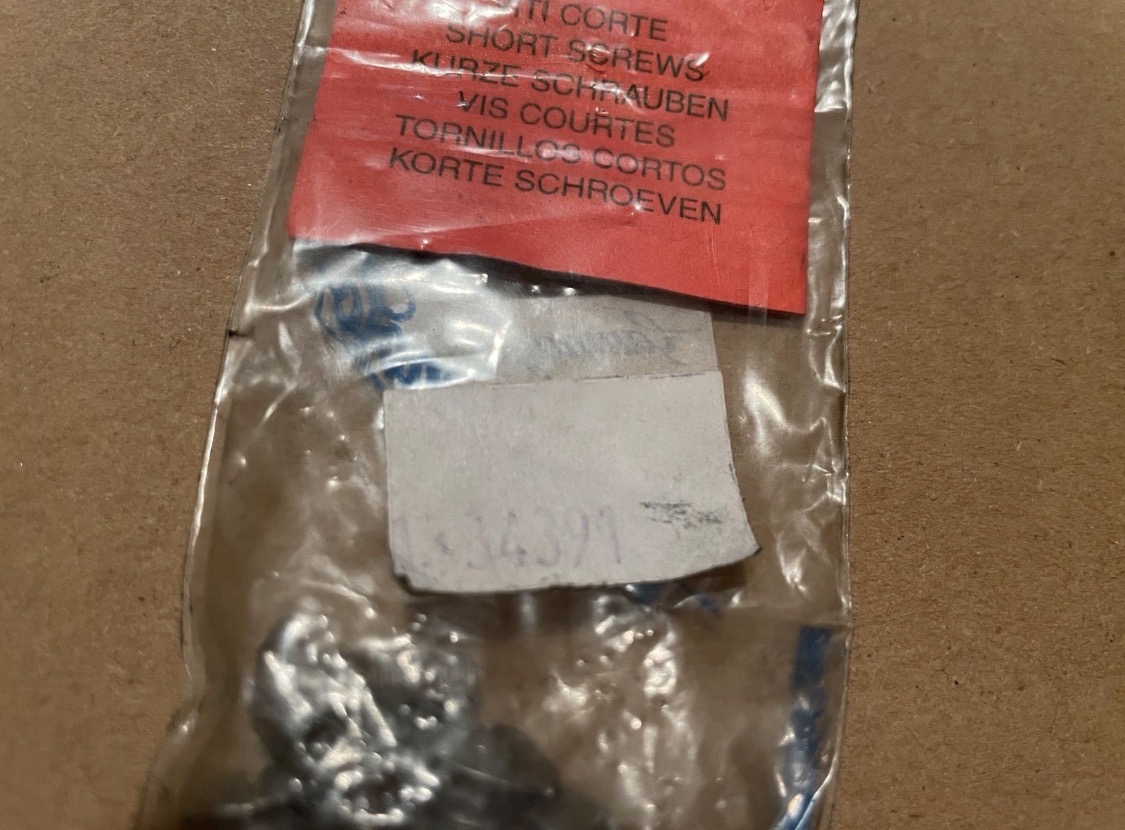 CORTE
SHORT SCREWS
KURZE SCHRAUBEN
VIS COURTES
TORNILLOS CORTOS
KORTE SCHROEVEN
34391